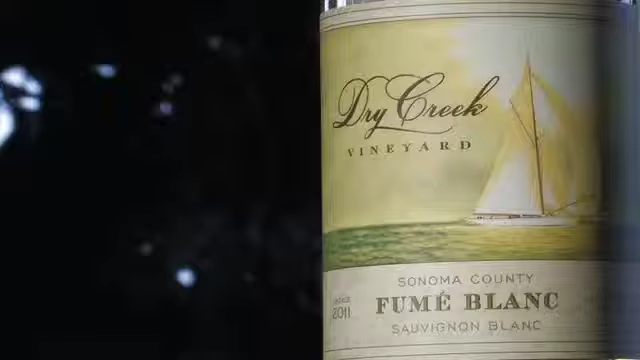 Dry Creek
VINEYARD
SONOMA COUNTY
2011
FUMÉ BLANC
SAUVIGNON BLANC